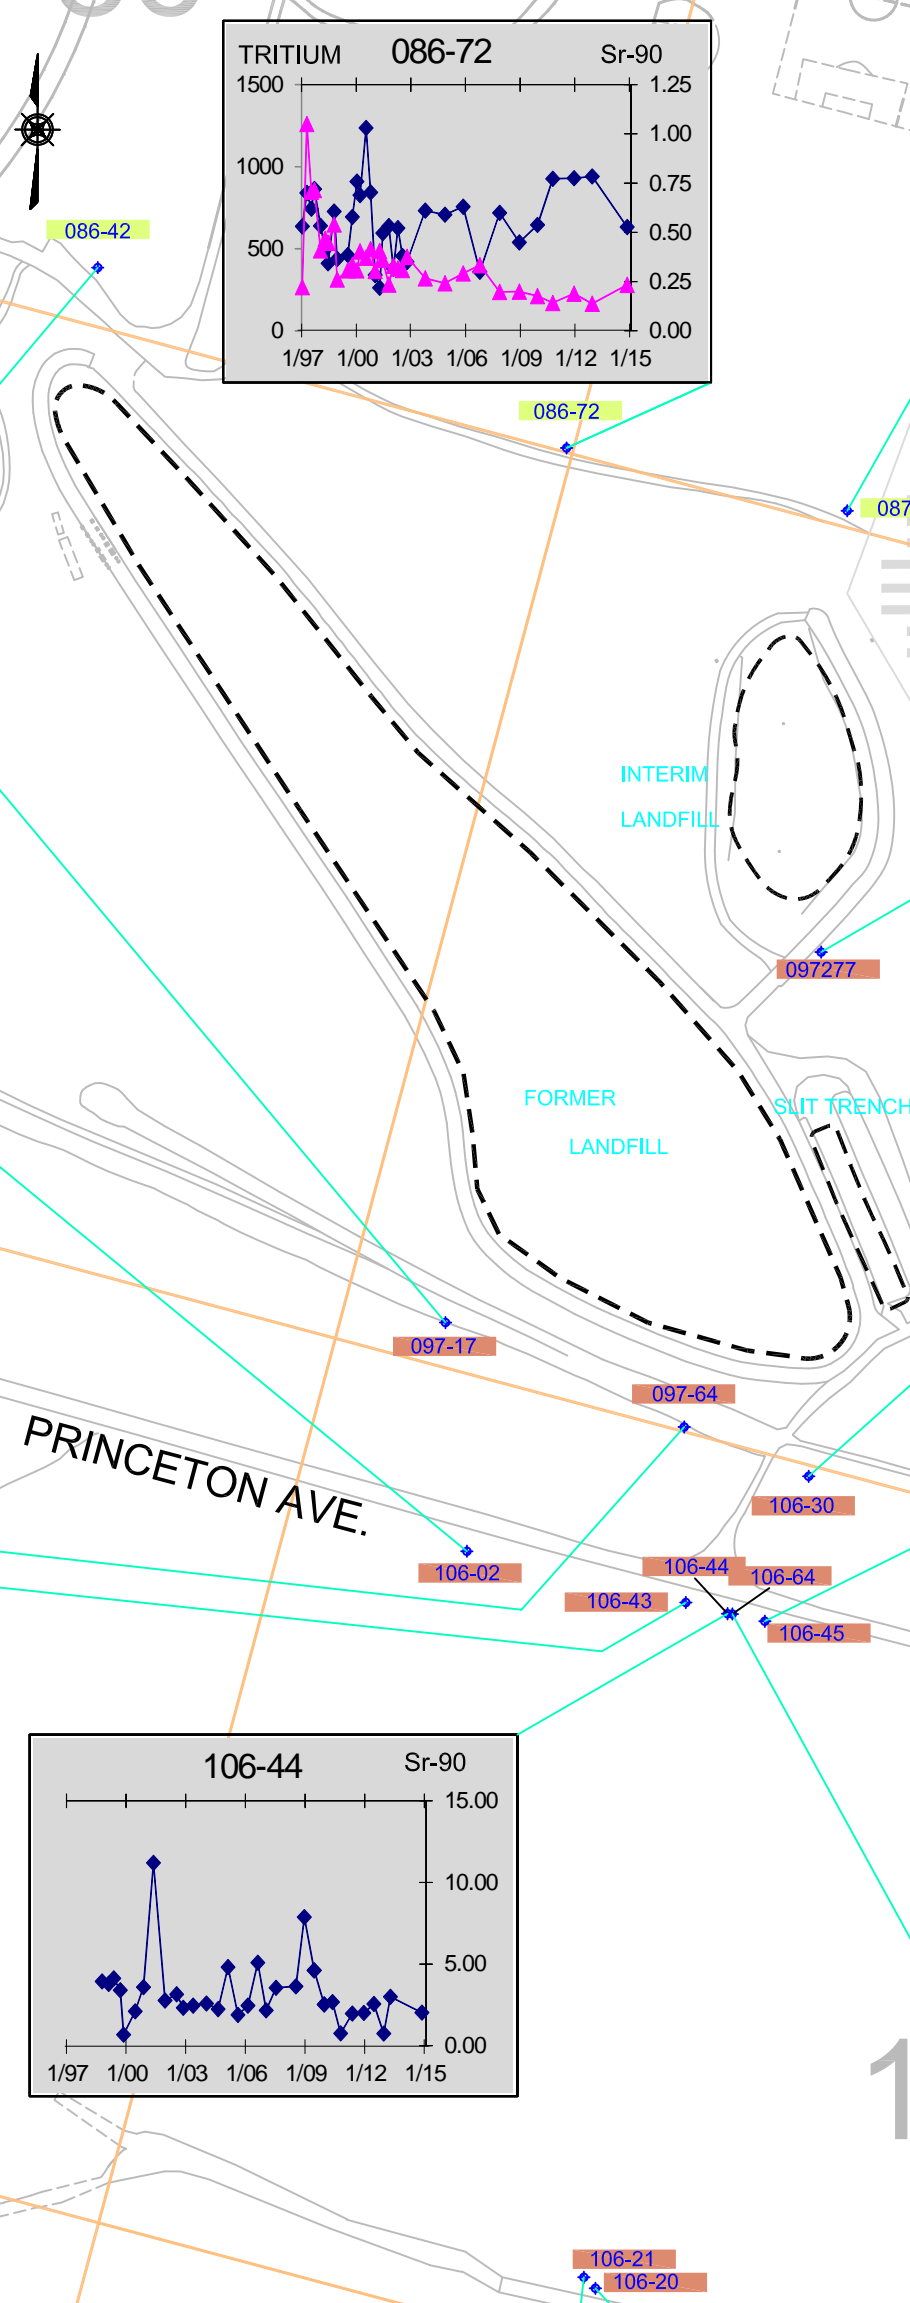 TRITIUM 086-72 Sr-90
1500 1.25
1.00
1000
0.75
0.50
500
0.25
0 0.00
1/97 1/00 1/03 1/06 1/09 1/12 1/15
086-42
086-72
087
INTERIM
LANDFILL
097277
FORMER
LANDFILL
SLIT TRENCH
097-17
097-64
PRINCETON AVE.
106-30
106-02
106-44
106-64
106-43
106-45
106-44 Sr-90
15.00
10.00
5.00
0.00
1/97 1/00 1/03 1/06 1/09 1/12 1/15
1
106-21
106-20